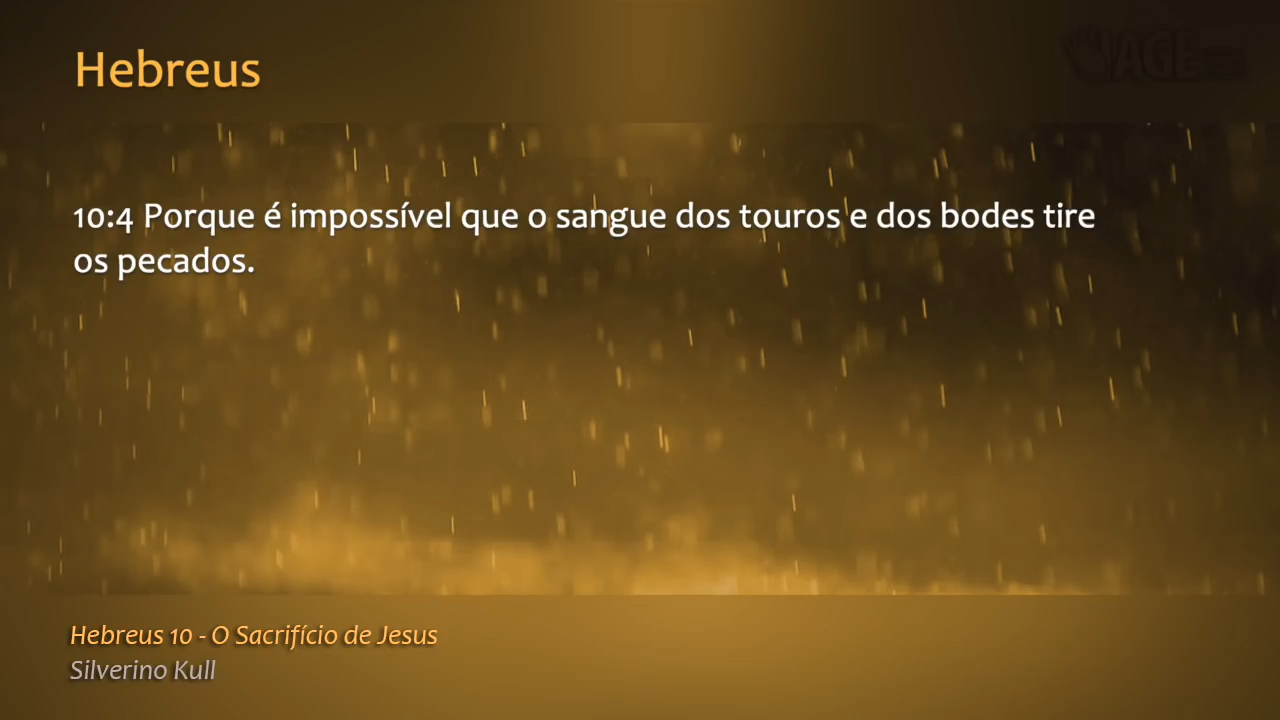 Hebreus
10:4 Porque é impossível que o sangue dos touros e dos bodes tire
os pecados.
Hebreus 10 - O Sacrifício de Jesus
Silverino Kull